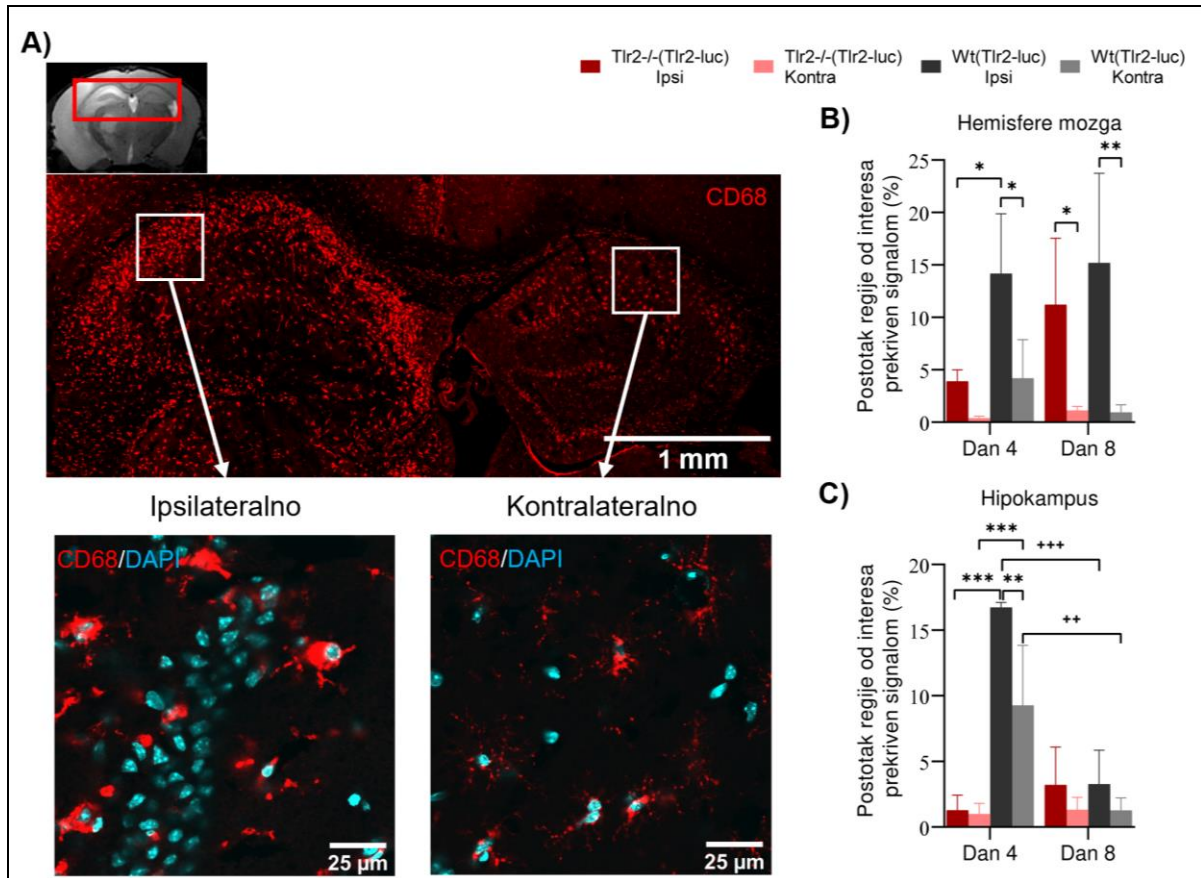 A)
Tlr2-/-(Tlr2-luc) Ipsi
Tlr2-/-(Tlr2-luc) Kontra
Wt(Tlr2-luc) Ipsi
Wt(Tlr2-luc) Kontra
CD68
1 mm
Ipsilateralno
Kontralateralno
CD68/DAPI
25 µm
CD68/DAPI
25 µm
B)
Hemisfere mozga
Postotak regije od interesa
prekriven signalom (%)
25
20
15
10
5
0
*
*
*
**
Dan 4
Dan 8
C)
Hipokampus
Postotak regije od interesa
prekriven signalom (%)
20
15
10
5
0
***
+++
***
**
++
Dan 4
Dan 8